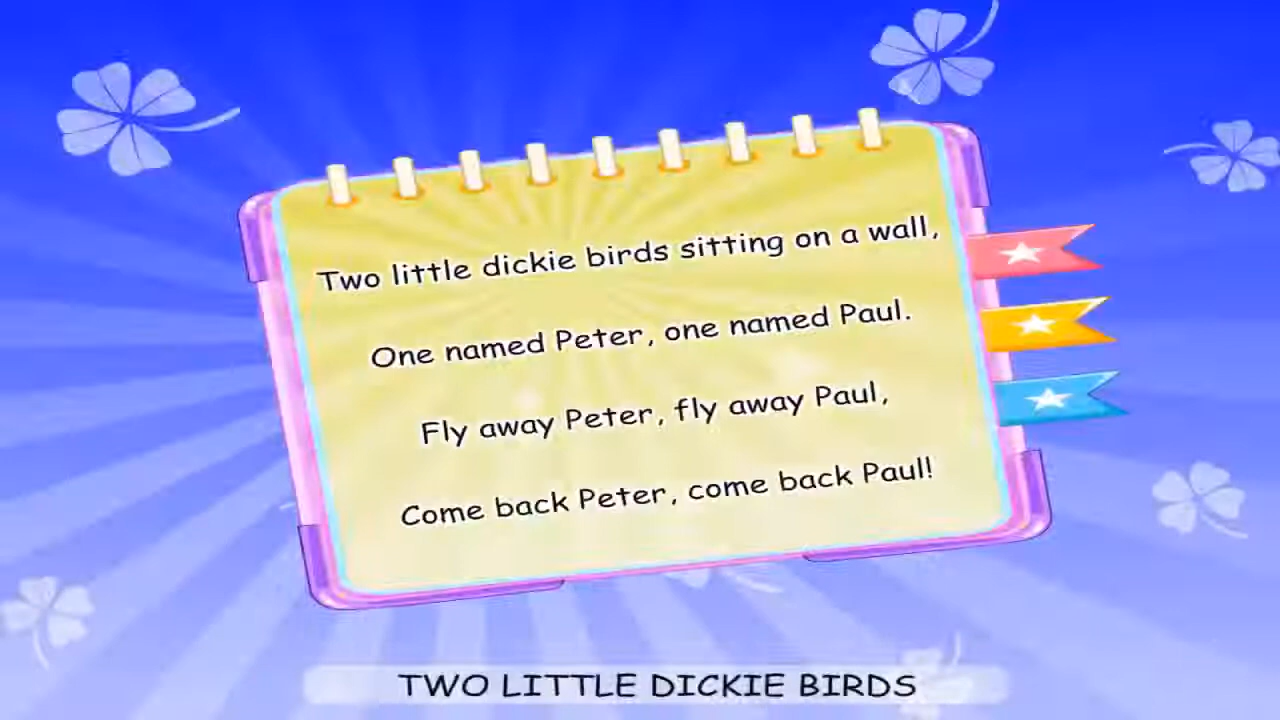 Two little dickie birds sitting on a wall,
One named Peter, one named Paul.
Fly away Peter, fly away Paul,
Come back Peter, come back Paul!
TWO LITTLE DICKIE BIRDS